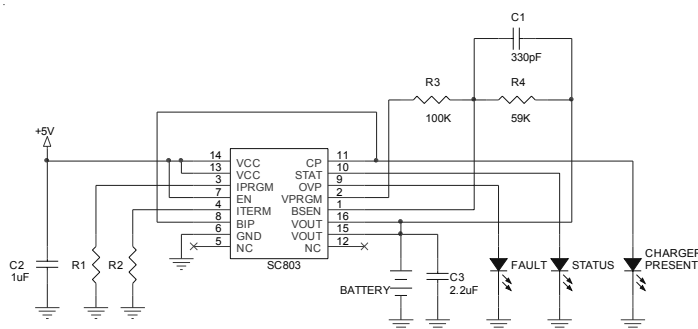 C1
330pF
R3
R4
100K
59K
+5V
14 VCC CP 11
13 VCC STAT 10
3 IPRGM OVP 9
7 EN VPRGM 2
4 ITERM BSEN 1
8 BIP VOUT 16
6 GND VOUT 15
5 NC NC 12
SC803
C2
1uF
R1
R2
BATTERY
C3
2.2uF
FAULT
STATUS
CHARGER
PRESENT